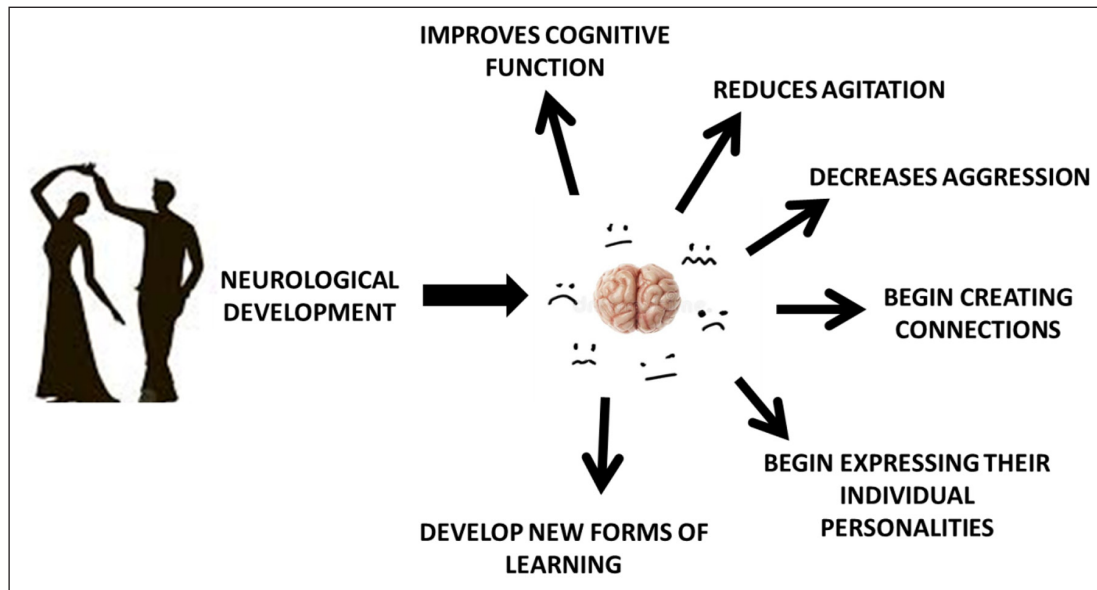 IMPROVES COGNITIVE
FUNCTION
REDUCES AGITATION
DECREASES AGGRESSION
NEUROLOGICAL
DEVELOPMENT
BEGIN CREATING
CONNECTIONS
BEGIN EXPRESSING THEIR
INDIVIDUAL
PERSONALITIES
DEVELOP NEW FORMS OF
LEARNING